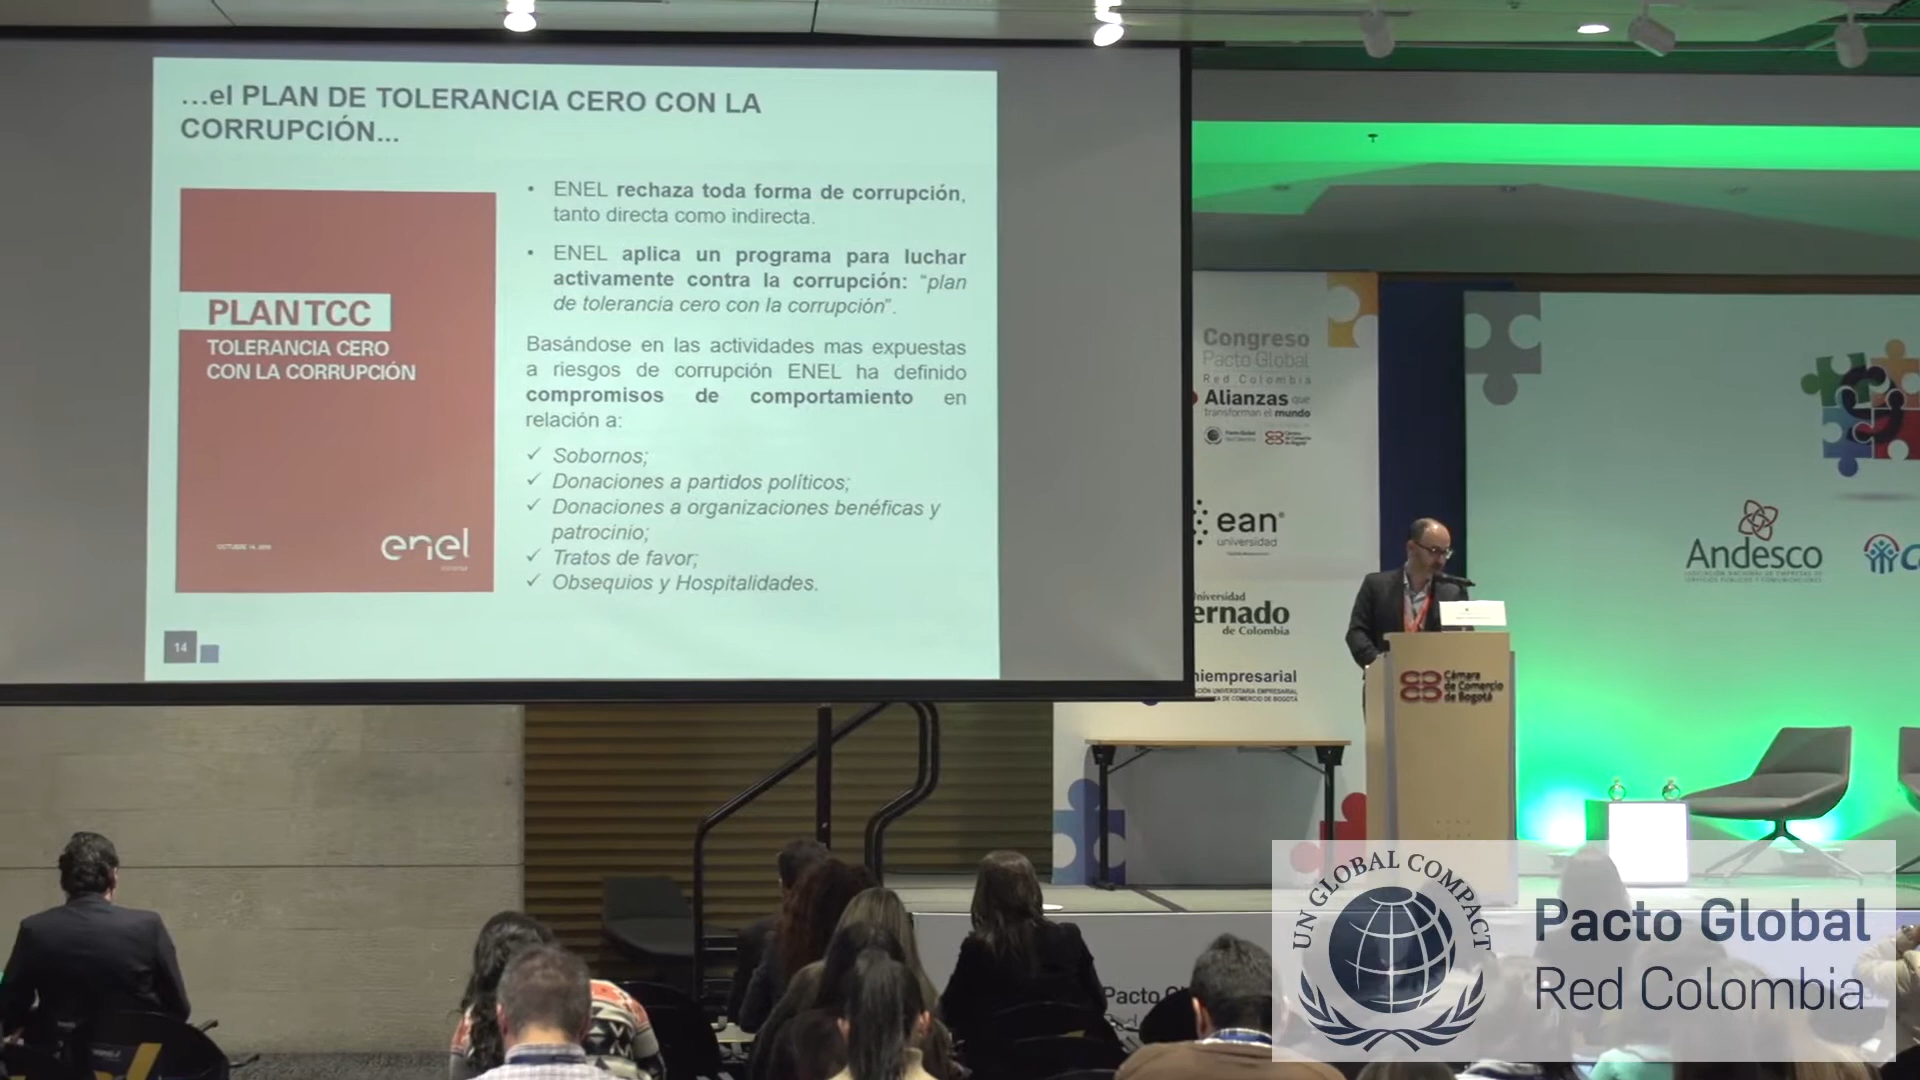 …el PLAN DE TOLERANCIA CERO CON LA
CORRUPCIÓN...
PLAN TCC
TOLERANCIA CERO
CON LA CORRUPCIÓN
enel
• ENEL rechaza toda forma de corrupción,
tanto directa como indirecta.
• ENEL aplica un programa para luchar
activamente contra la corrupción: “plan
de tolerancia cero con la corrupción”.
Basándose en las actividades mas expuestas
a riesgos de corrupción ENEL ha definido
compromisos de comportamiento en
relación a:
✓ Sobornos;
✓ Donaciones a partidos políticos;
✓ Donaciones a organizaciones benéficas y
patrocinio;
✓ Tratos de favor;
✓ Obsequios y Hospitalidades.
14
Congreso
Pacto Global
Red Colombia
Alianzas que
transforman el mundo
ean
universidad
niversidad
ernado
de Colombia
niempresarial
Andesco
Cámara
de Comercio
de Bogotá
Pacto
UN GLOBAL COMPACT
Pacto Global
Red Colombia